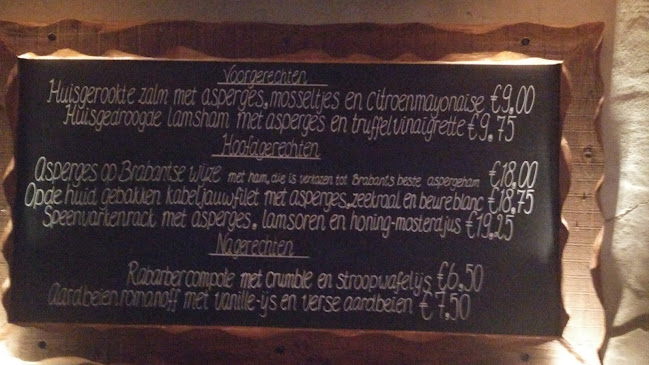 Voorgerechten
Huisgerookte zalm met asperges, mosseltjes en citroenmayonaise €9.00
Huisgedroogde lamsham met asperges en truffelvinaigrette €9.75
Hoofdgerechten
Asperges op Brabantse wijze met ham, die is verkozen tot Brabants beste aspergeham €18.00
Op de huid gebakken kabeljauwfilet met asperges, zeekraal en beure blanc €18.75
Speenvarkenrack met asperges, lamsoren en honing-mosterdjus €19,25
Nagerechten
Rabarber compote met crumble en stroopwafelijs €6.50
Aardbeien romanoff met vanille-ijs en verse aardbeien €7.50